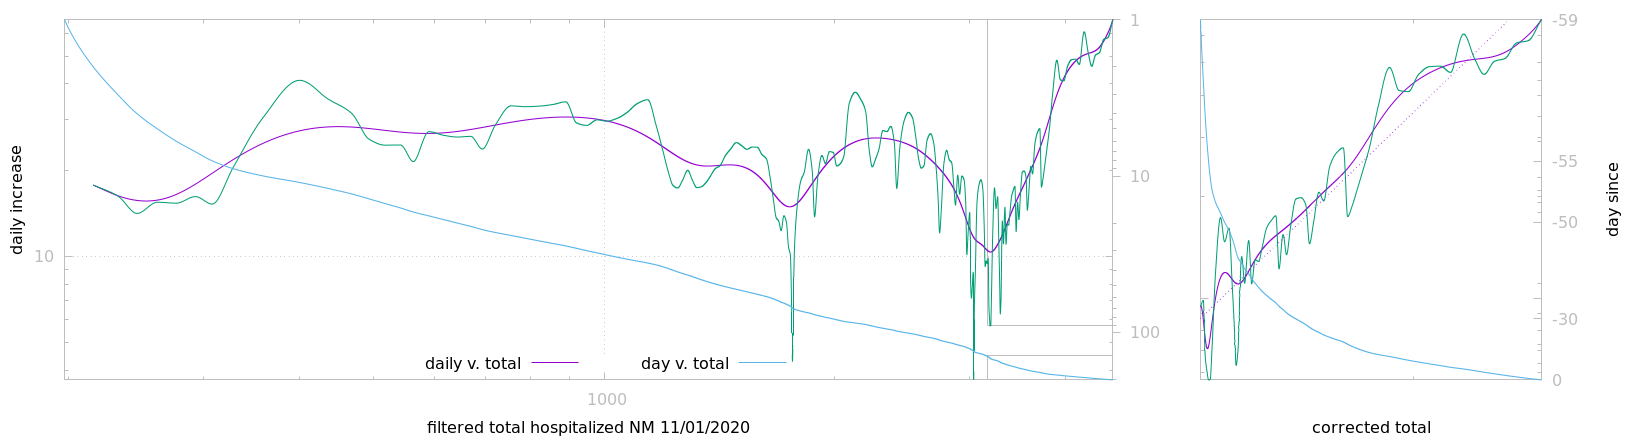 daily increase
10
daily v. total
day v. total
1000
filtered total hospitalized NM 11/01/2020
1
10
100
-59
-55
-50
-30
0
day since
corrected total